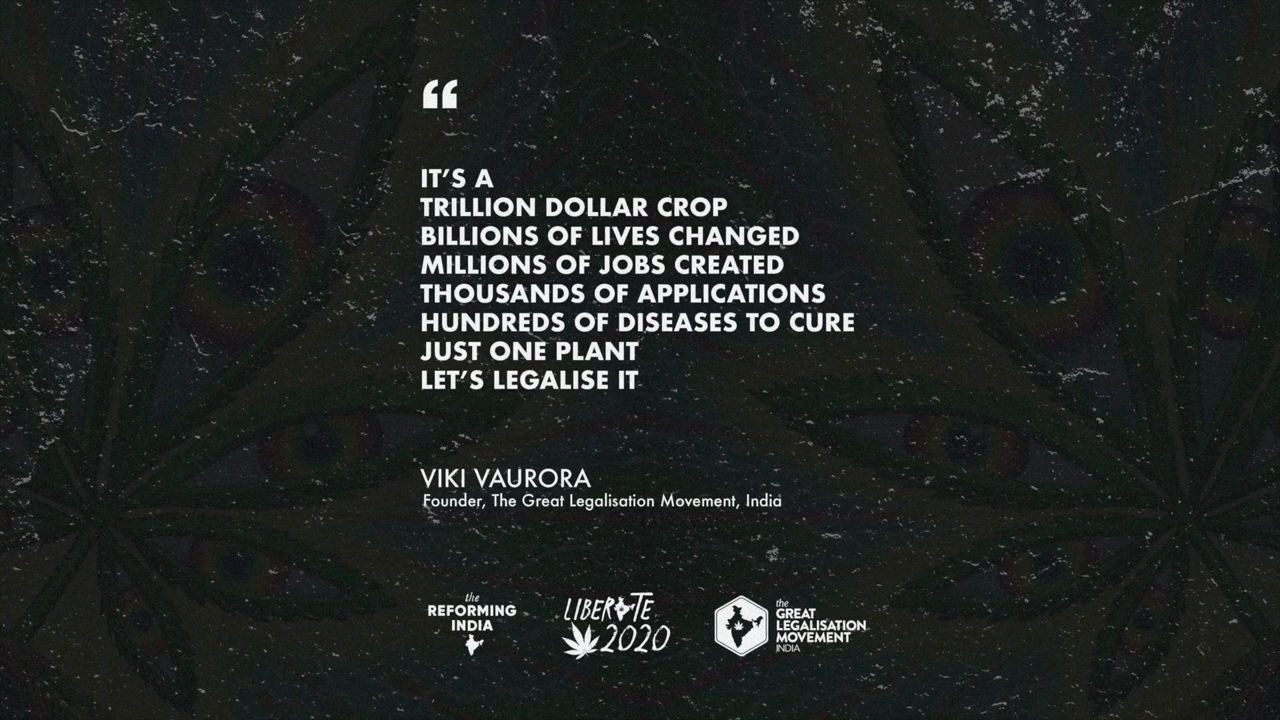 “
IT’S A
TRILLION DOLLAR CROP
BILLIONS OF LIVES CHANGED
MILLIONS OF JOBS CREATED
THOUSANDS OF APPLICATIONS
HUNDREDS OF DISEASES TO CURE
JUST ONE PLANT
LET’S LEGALISE IT
VIKI VAURORA
Founder, The Great Legalisation Movement, India
the
REFORMING
INDIA
LIBERATE
2020
the
GREAT
LEGALISATION
MOVEMENT
INDIA